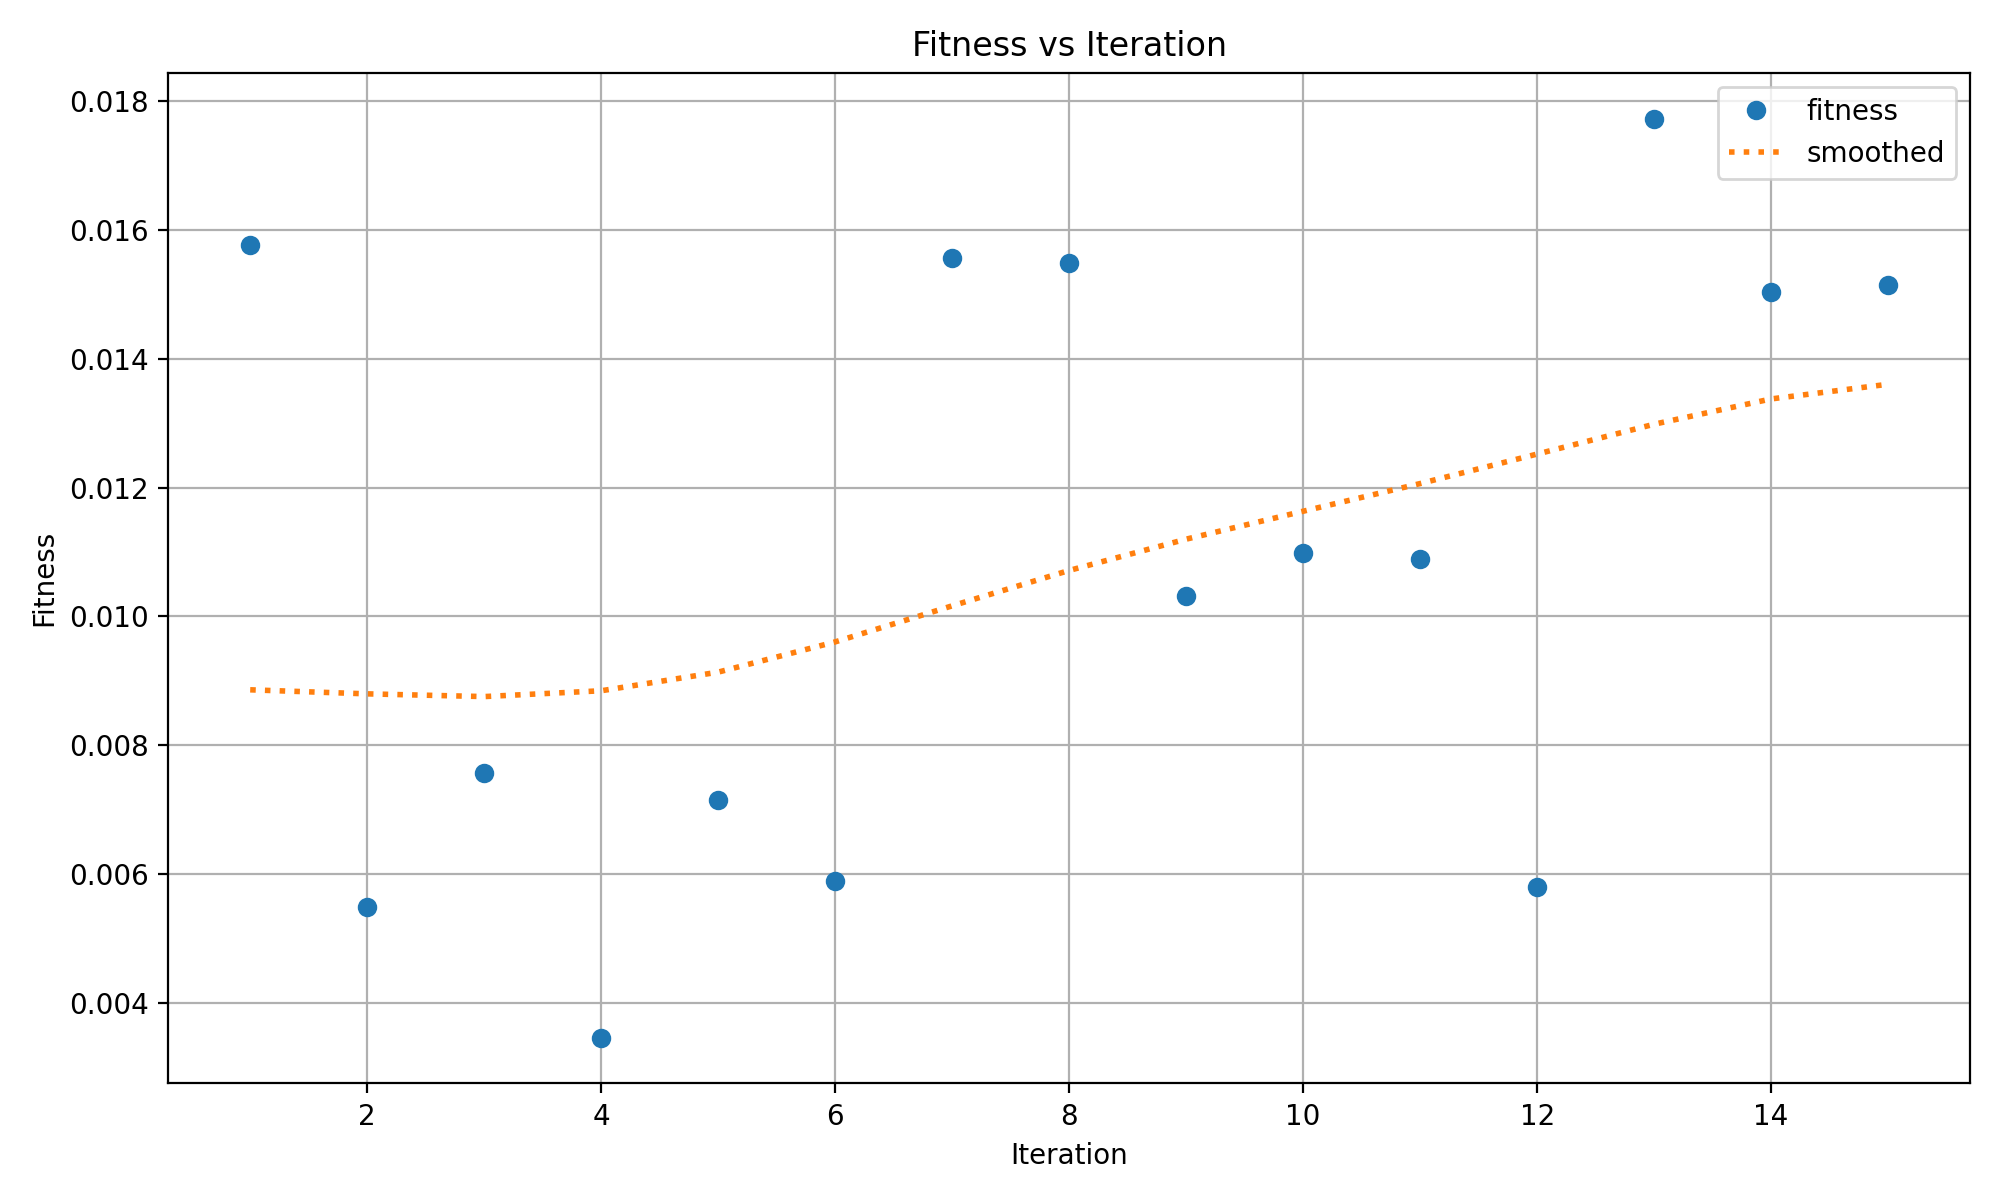 Fitness vs Iteration
fitness
smoothed
0.018
0.016
0.014
0.012
0.010
0.008
0.006
0.004
Fitness
2 4 6 8 10 12 14
Iteration